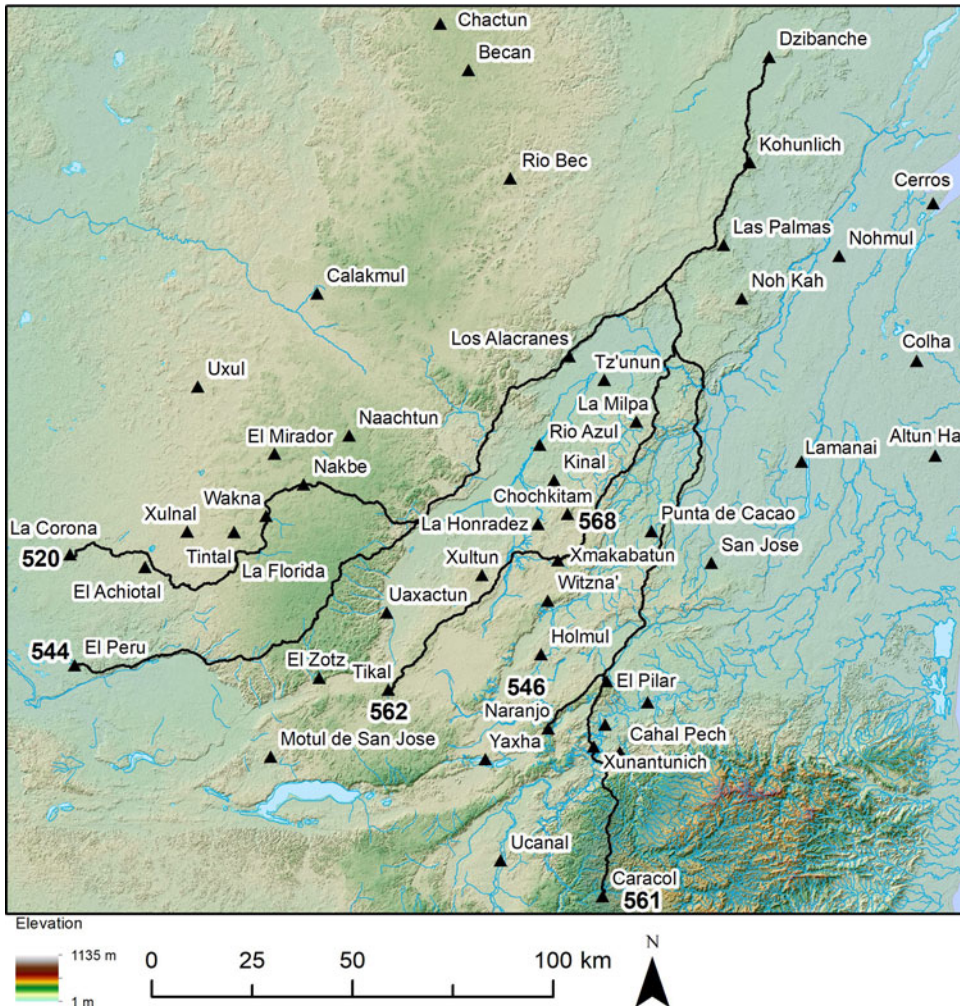 Chactun
Dzibanche
Becan
Kohunlich
Rio Bec
Cerros
Las Palmas
Nohmul
Calakmul
Noh Kah
Los Alacranes
Colha
Tz'unun
Uxul
La Milpa
Naachtun
El Mirador
Rio Azul
Altun Ha
Lamanai
Nakbe
Kinal
Wakna
Chochkitam
La Corona
Xulnal
La Honradez
568
Punta de Cacao
520
Tintal
Xultun
Xmakabatun
San Jose
La Florida
El Achiotal
Uaxactun
Witzna'
544
El Peru
Holmul
El Zotz
Tikal
546
El Pilar
562
Naranjo
Motul de San Jose
Yaxha
Cahal Pech
Xunantunich
Ucanal
Caracol
561
Elevation
1135 m
1 m
0 25 50 100 km
N